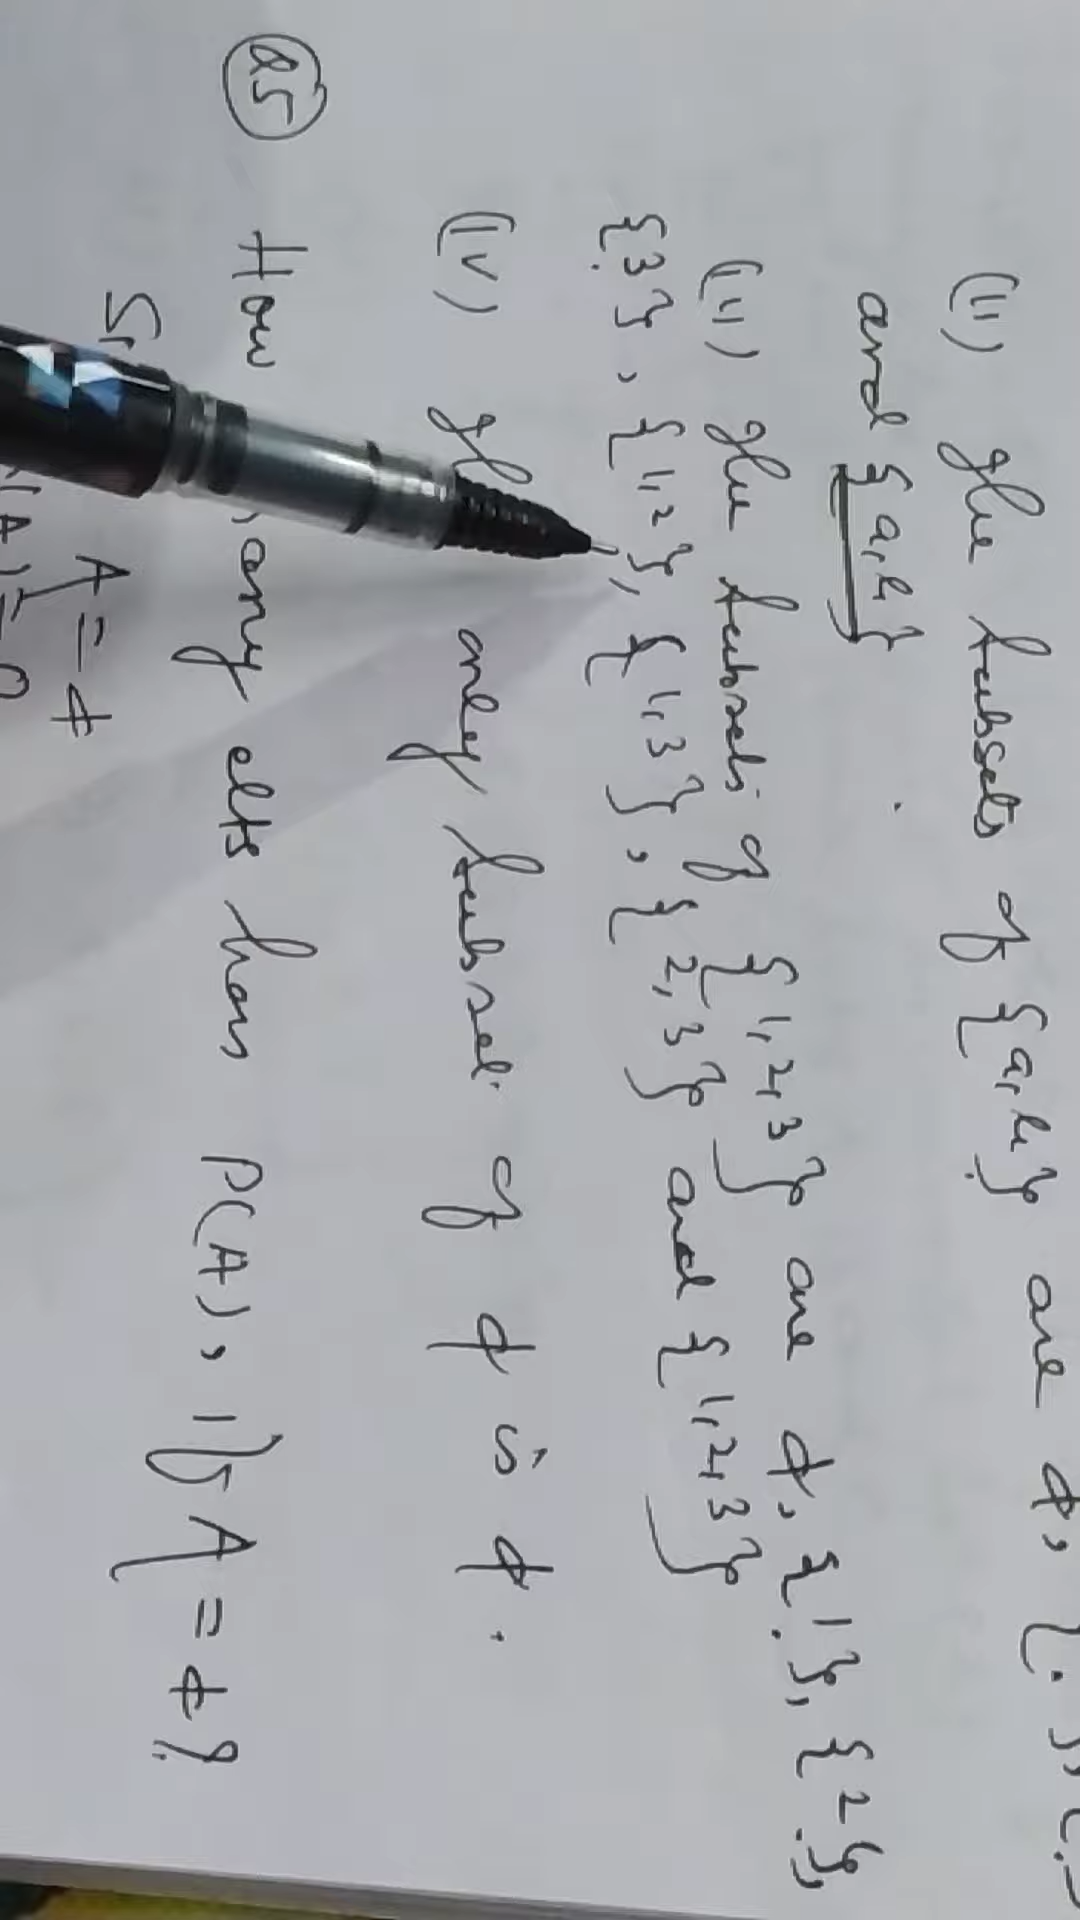 (ii) The subsets of {a, b} are φ,
and {a, b}
(iii) The subsets of {1, 2, 3} are φ, {1}, {2},
{3}, {1, 2}, {1, 3}, {2, 3} and {1, 2, 3}
(iv) only subset of φ is φ.
Q5 How many elts has P(A), if A = φ?
A = φ